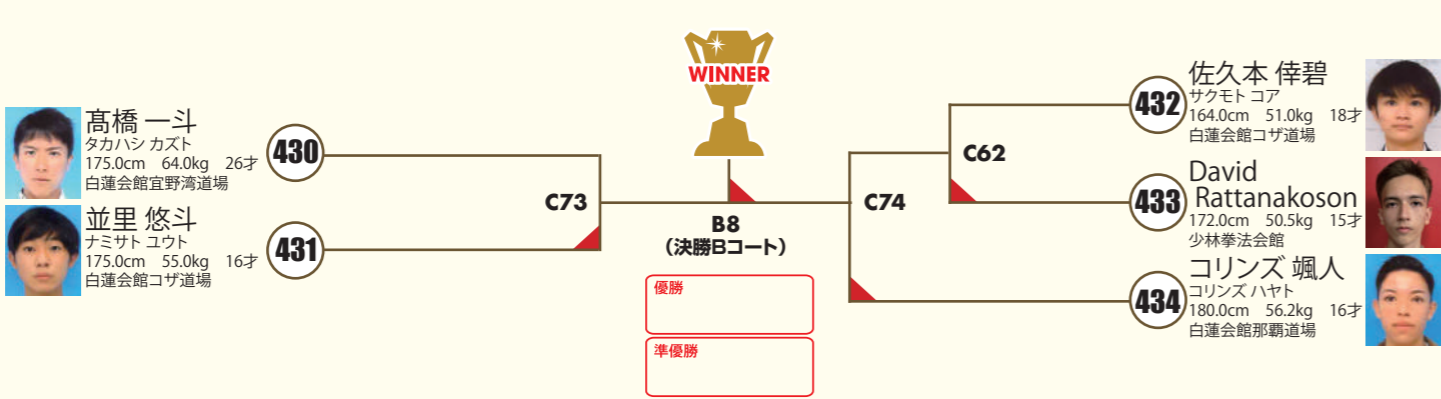 WINNER
髙橋 一斗
タカハシ カズト
175.0cm 64.0kg 26才
白蓮会館宜野湾道場
430
並里 悠斗
ナミサト ユウト
175.0cm 55.0kg 16才
白蓮会館コザ道場
431
C73
B8
（決勝Bコート）
優勝
準優勝
C74
C62
432
佐久本 倖碧
サクモト コア
164.0cm 51.0kg 18才
白蓮会館コザ道場
433
David
Rattanakoson
172.0cm 50.5kg 15才
少林拳法会館
434
コリンズ 颯人
コリンズ ハヤト
180.0cm 56.2kg 16才
白蓮会館那覇道場